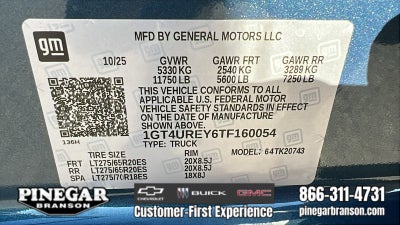 gm
MFD BY GENERAL MOTORS LLC
10/25 GVWR GAWR FRT GAWR RR
5330 KG 2540 KG 3289 KG
11750 LB 5600 LB 7250 LB
THIS VEHICLE CONFORMS TO ALL
APPLICABLE U.S. FEDERAL MOTOR
VEHICLE SAFETY STANDARDS IN EFFECT ON
THE DATE OF MANUFACTURE SHOWN ABOVE.
1GT4UREY6TF160054
TYPE: TRUCK MODEL: 64TK20743
136H
TIRE SIZE RIM
FRT LT275/65R20ES 20X8.5J
RR LT275/65R20ES 20X8.5J
SPA LT275/70R18ES 18X8J
PINEGAR
BRANSON
CHEVROLET BUICK GMC
Customer-First Experience
866-311-4731
pinegarbranson.com